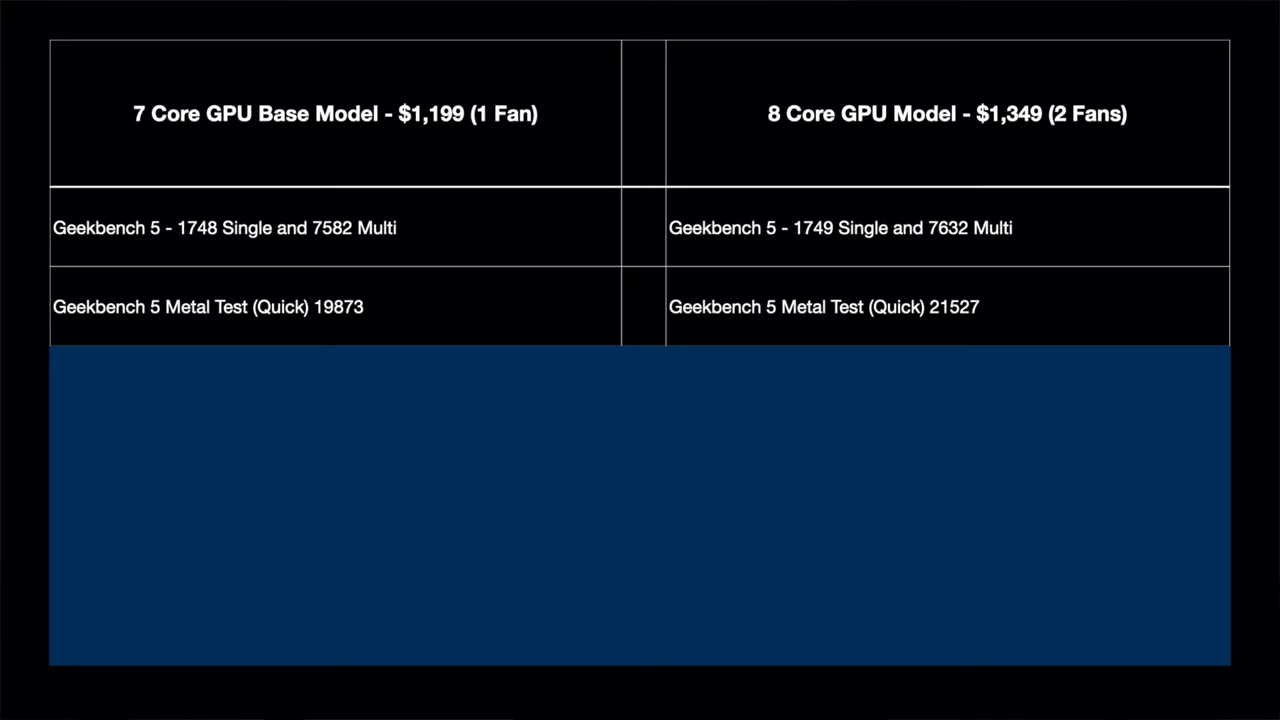 7 Core GPU Base Model - $1,199 (1 Fan)
8 Core GPU Model - $1,349 (2 Fans)
Geekbench 5 - 1748 Single and 7582 Multi
Geekbench 5 - 1749 Single and 7632 Multi
Geekbench 5 Metal Test (Quick) 19873
Geekbench 5 Metal Test (Quick) 21527